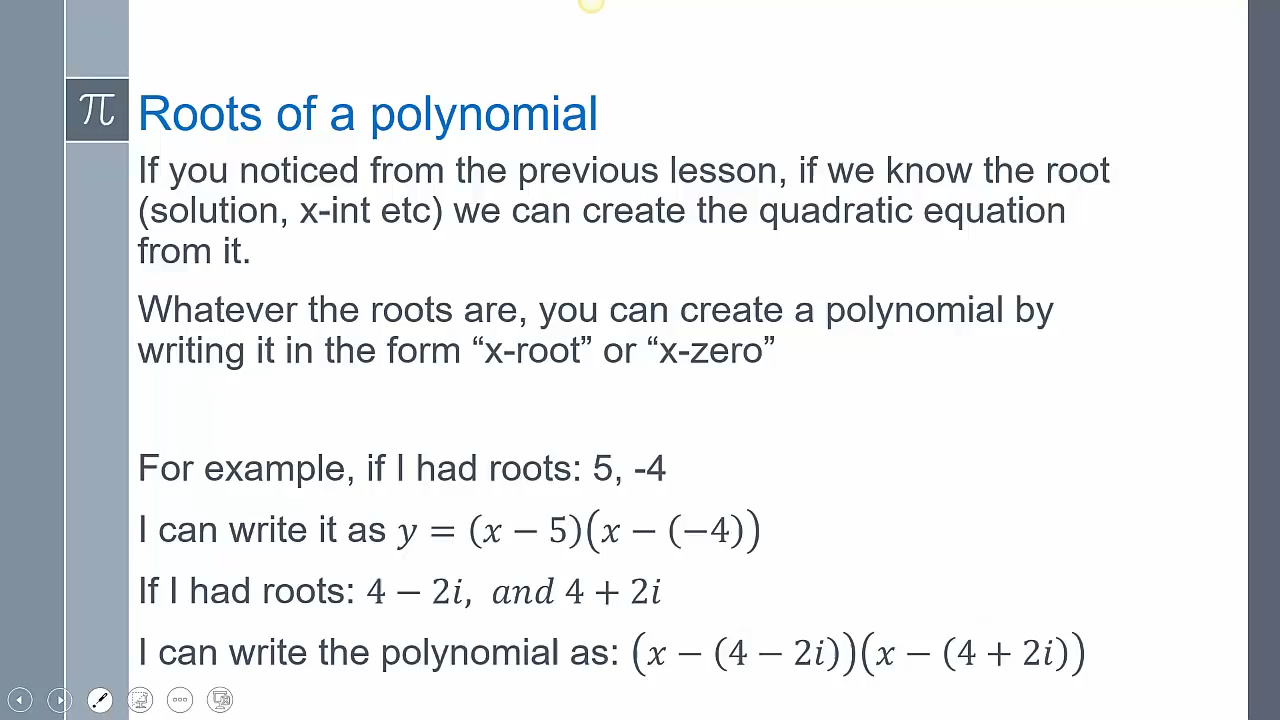 π
Roots of a polynomial
If you noticed from the previous lesson, if we know the root
(solution, x-int etc) we can create the quadratic equation
from it.
Whatever the roots are, you can create a polynomial by
writing it in the form “x-root” or “x-zero”
For example, if I had roots: 5, -4
I can write it as 𝑦 = (𝑥 − 5)(𝑥 − (−4))
If I had roots: 4 − 2𝑖, 𝑎𝑛𝑑 4 + 2𝑖
I can write the polynomial as: (𝑥 − (4 − 2𝑖))(𝑥 − (4 + 2𝑖))